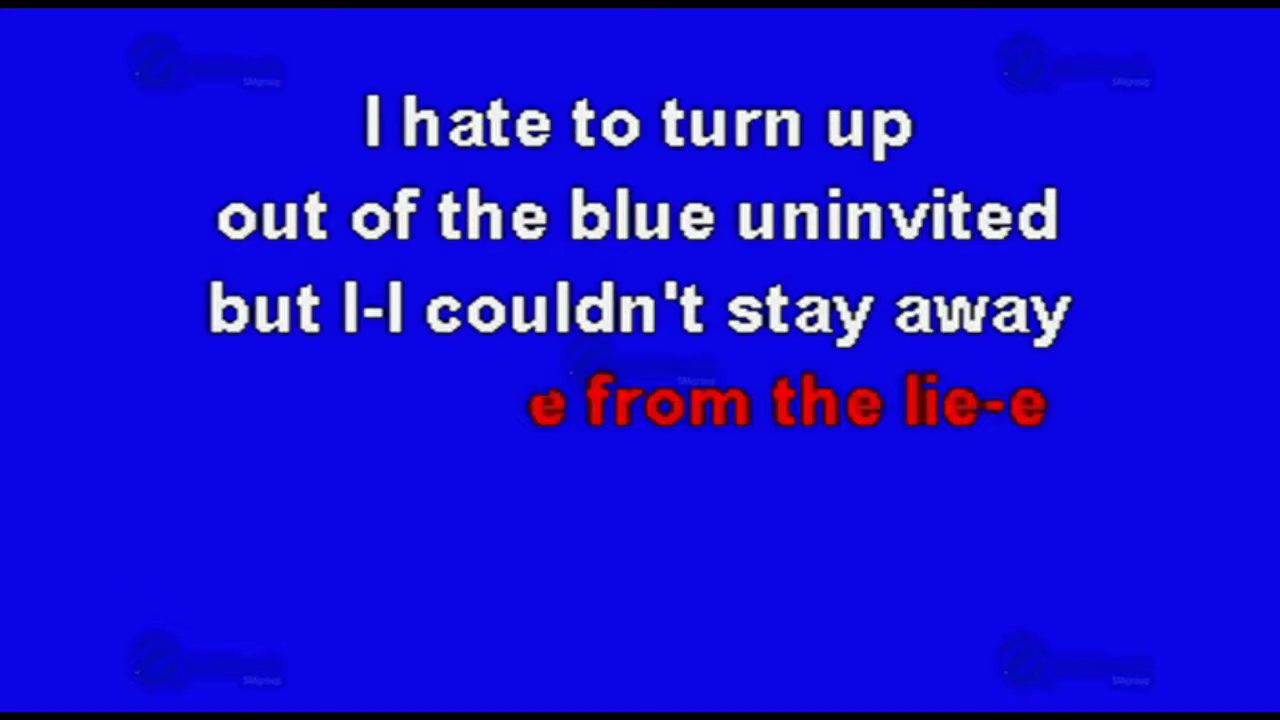 I hate to turn up
out of the blue uninvited
but I-I couldn't stay away
e from the lie-e